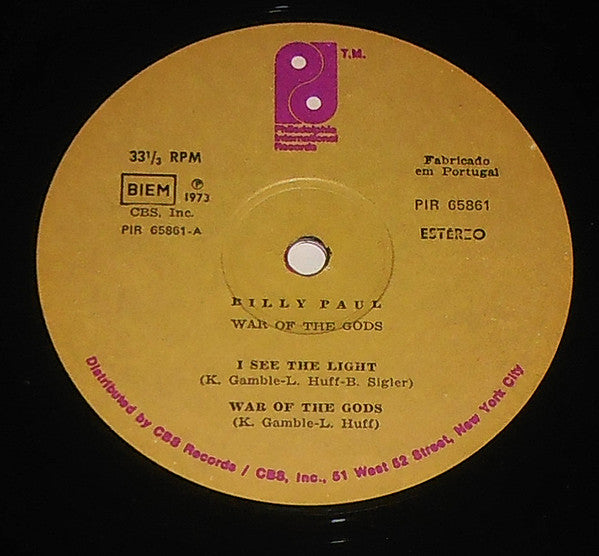 T.M.
Philadelphia
International
Records
33⅓ RPM
BIEM ℗ 1973
CBS, Inc.
PIR 65861-A
Fabricado
em Portugal
PIR 65861
ESTÉREO
BILLY PAUL
WAR OF THE GODS
I SEE THE LIGHT
(K. Gamble-L. Huff-B. Sigler)
WAR OF THE GODS
(K. Gamble-L. Huff)
Distributed by CBS Records / CBS, Inc., 51 West 52 Street, New York City